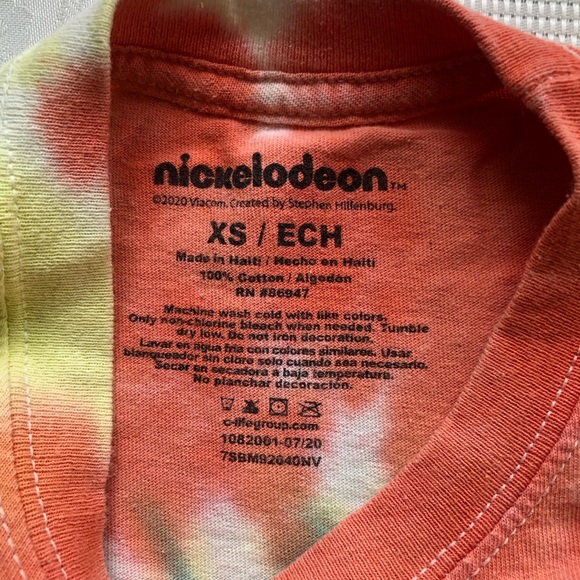 nickelodeon™
©2020 Viacom. Created by Stephen Hillenburg.
XS / ECH
Made in Haiti / Hecho en Haiti
100% Cotton / Algodón
RN #86947
Machine wash cold with like colors.
Only non-chlorine bleach when needed. Tumble
dry low. Do not iron decoration.
Lavar en agua fria con colores similares. Usar
blanqueador sin cloro solo cuando sea necesario.
Secar en secadora a baja temperatura.
No planchar decoración.
c-lifegroup.com
1082001-07/20
7SBM92040NV